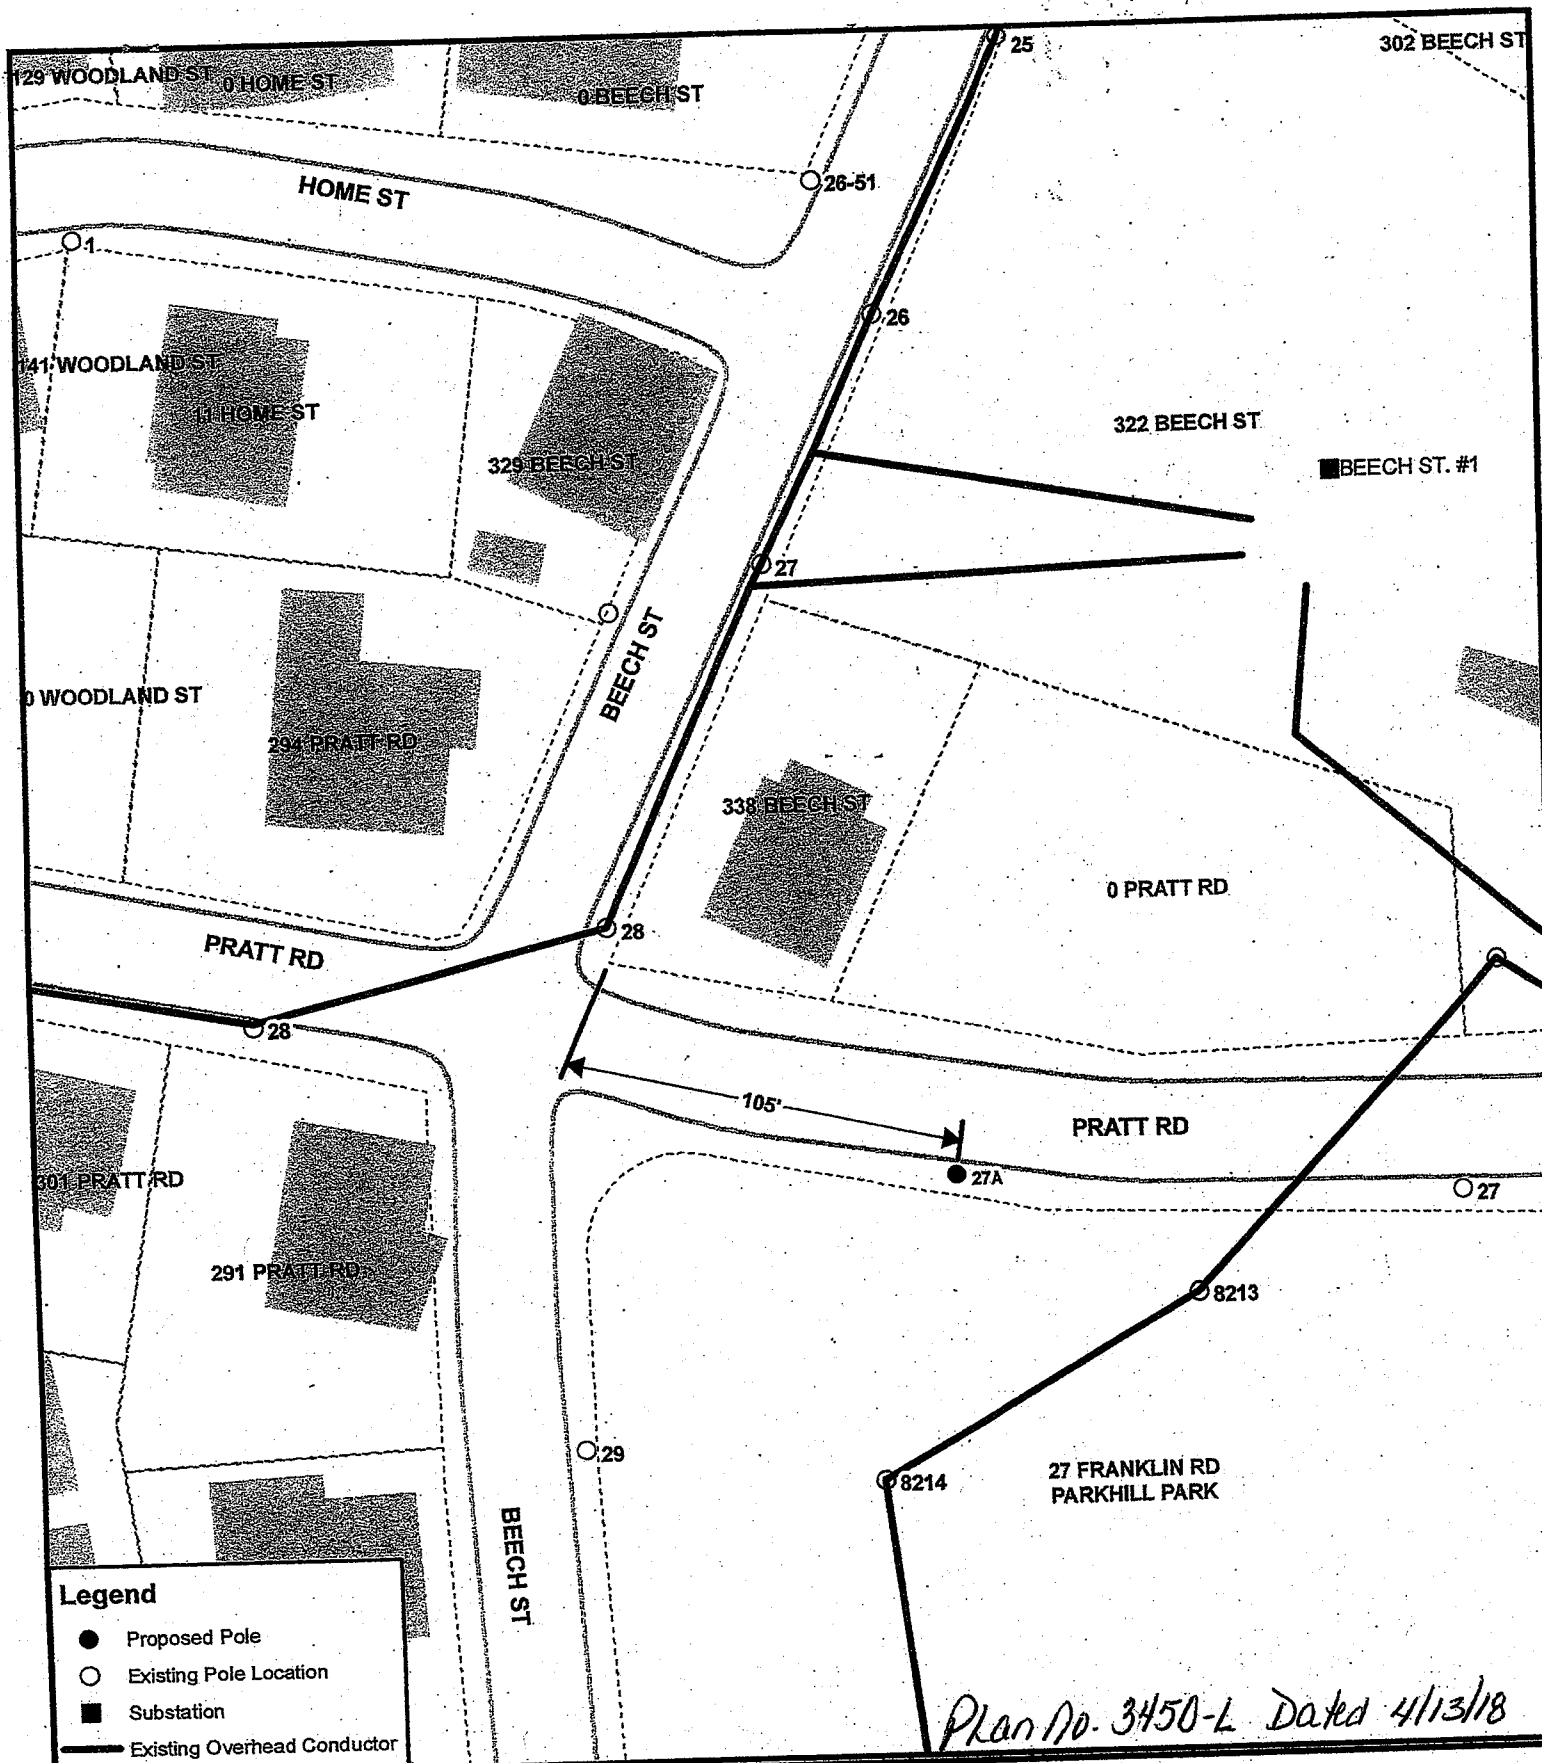 25
302 BEECH ST
129 WOODLAND ST
0 HOME ST
0 BEECH ST
HOME ST
26-51
1
26
141 WOODLAND ST
11 HOME ST
322 BEECH ST
329 BEECH ST
BEECH ST. #1
27
BEECH ST
0 WOODLAND ST
294 PRATT RD
338 BEECH ST
0 PRATT RD
28
PRATT RD
28
105'
PRATT RD
301 PRATT RD
27A
27
291 PRATT RD
8213
29
8214
27 FRANKLIN RD
PARKHILL PARK
BEECH ST
Legend
Proposed Pole
Existing Pole Location
Substation
Existing Overhead Conductor
Plan No. 3450-L Dated 4/13/18